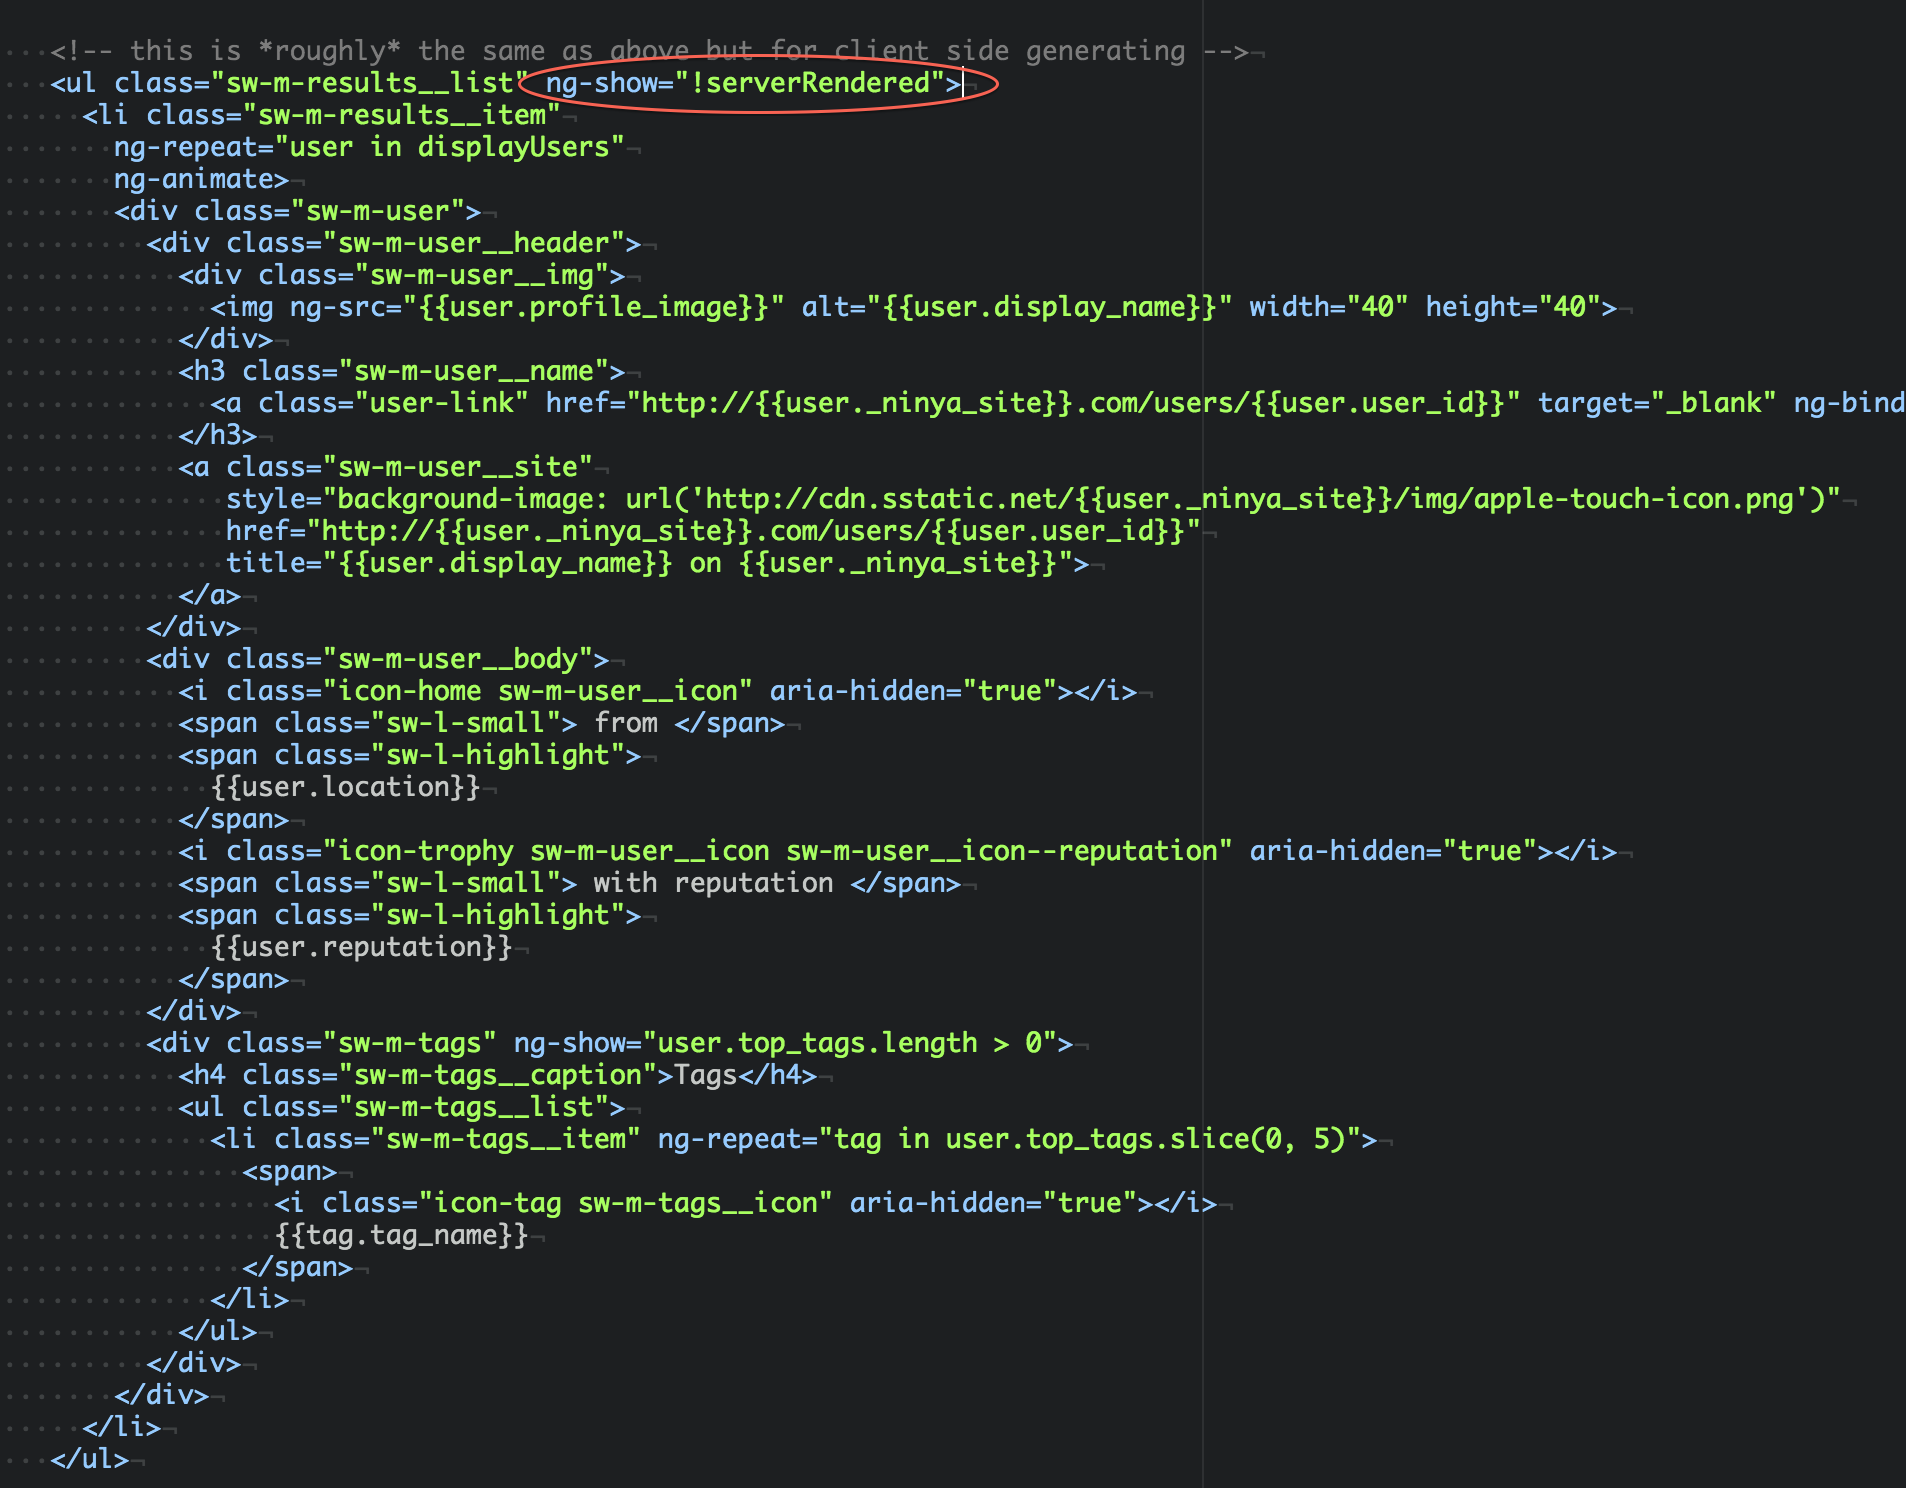 <!-- this is *roughly* the same as above but for client side generating -->
<ul class="sw-m-results__list" ng-show="!serverRendered">
<li class="sw-m-results__item"
ng-repeat="user in displayUsers"
ng-animate>
<div class="sw-m-user">
<div class="sw-m-user__header">
<div class="sw-m-user__img">
<img ng-src="{{user.profile_image}}" alt="{{user.display_name}}" width="40" height="40">
</div>
<h3 class="sw-m-user__name">
<a class="user-link" href="http://{{user._ninya_site}}.com/users/{{user.user_id}}" target="_blank" ng-bind
</h3>
<a class="sw-m-user__site"
style="background-image: url('http://cdn.sstatic.net/{{user._ninya_site}}/img/apple-touch-icon.png')"
href="http://{{user._ninya_site}}.com/users/{{user.user_id}}"
title="{{user.display_name}} on {{user._ninya_site}}">
</a>
</div>
<div class="sw-m-user__body">
<i class="icon-home sw-m-user__icon" aria-hidden="true"></i>
<span class="sw-l-small"> from </span>
<span class="sw-l-highlight">
{{user.location}}
</span>
<i class="icon-trophy sw-m-user__icon sw-m-user__icon--reputation" aria-hidden="true"></i>
<span class="sw-l-small"> with reputation </span>
<span class="sw-l-highlight">
{{user.reputation}}
</span>
</div>
<div class="sw-m-tags" ng-show="user.top_tags.length > 0">
<h4 class="sw-m-tags__caption">Tags</h4>
<ul class="sw-m-tags__list">
<li class="sw-m-tags__item" ng-repeat="tag in user.top_tags.slice(0, 5)">
<span>
<i class="icon-tag sw-m-tags__icon" aria-hidden="true"></i>
{{tag.tag_name}}
</span>
</li>
</ul>
</div>
</div>
</li>
</ul>